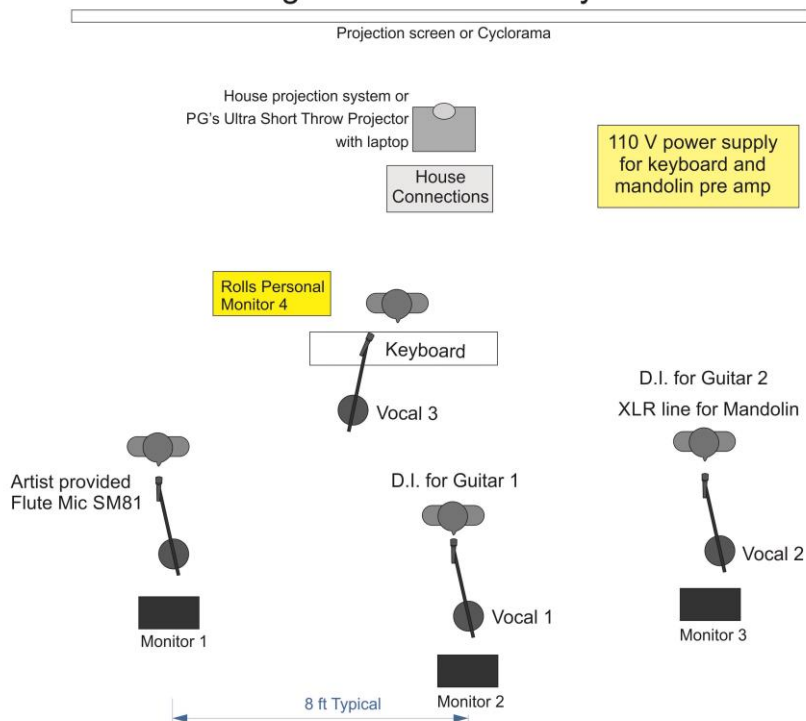 Projection screen or Cyclorama
House projection system or
PG's Ultra Short Throw Projector
with laptop
110 V power supply
for keyboard and
mandolin pre amp
House
Connections
Rolls Personal
Monitor 4
Keyboard
Vocal 3
D.I. for Guitar 2
XLR line for Mandolin
Artist provided
Flute Mic SM81
D.I. for Guitar 1
Vocal 2
Vocal 1
Monitor 1
Monitor 3
Monitor 2
8 ft Typical